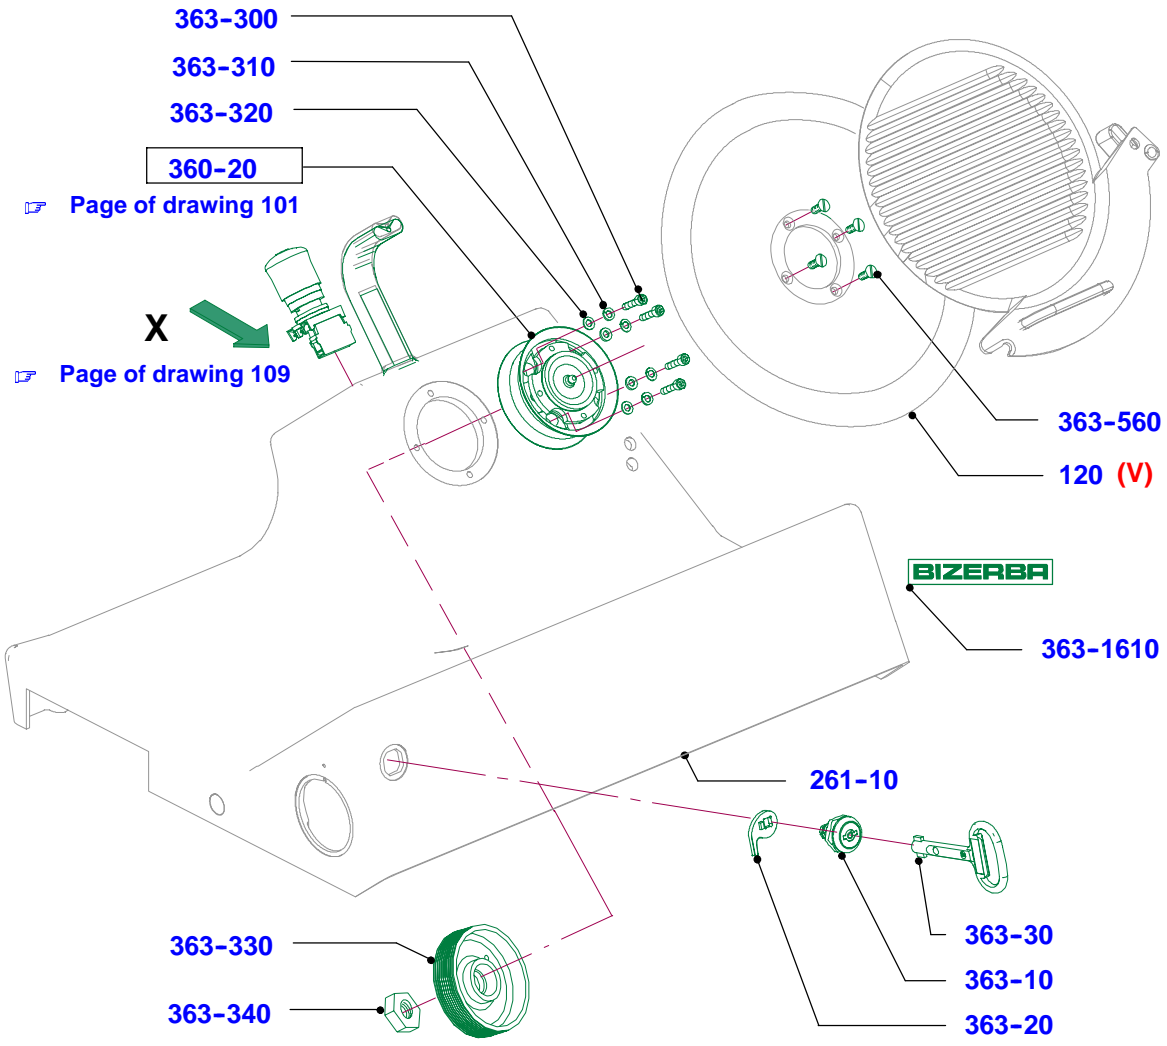 363-300
363-310
363-320
360-20
☞ Page of drawing 101
X
☞ Page of drawing 109
363-560
120 (V)
BIZERBA
363-1610
261-10
363-330
363-30
363-10
363-340
363-20